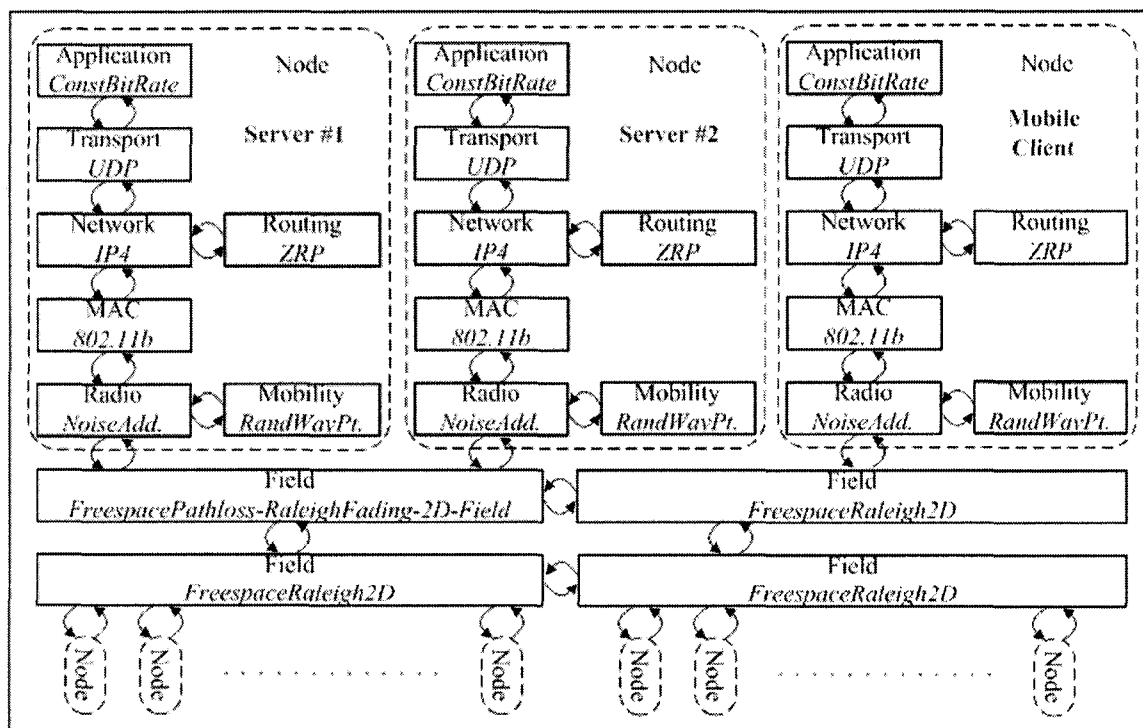 Application
ConstBitRate
Node
Transport
UDP
Server #1
Network
IP4
Routing
ZRP
MAC
802.11b
Radio
NoiseAdd.
Mobility
RandWayPt.
Application
ConstBitRate
Node
Transport
UDP
Server #2
Network
IP4
Routing
ZRP
MAC
802.11b
Radio
NoiseAdd.
Mobility
RandWayPt.
Application
ConstBitRate
Node
Mobile
Client
Transport
UDP
Network
IP4
Routing
ZRP
MAC
802.11b
Radio
NoiseAdd.
Mobility
RandWayPt.
Field
FreespacePathloss-RaleighFading-2D-Field
Field
FreespaceRaleigh2D
Field
FreespaceRaleigh2D
Field
FreespaceRaleigh2D
Node
Node
Node
Node
Node
Node